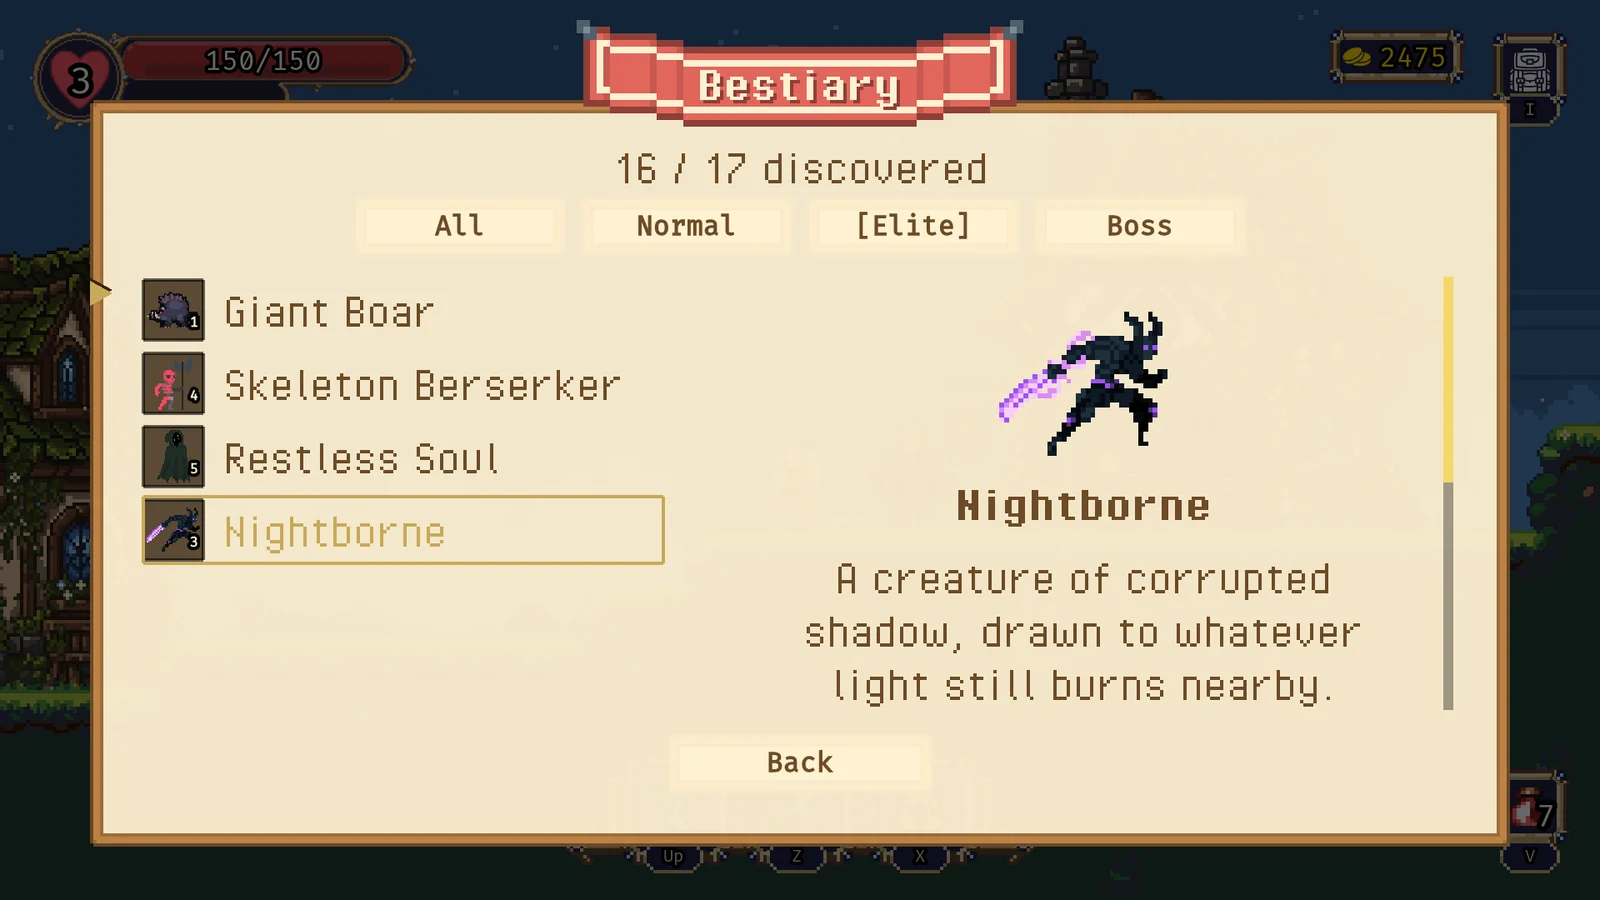 3
150/150
Bestiary
2475
I
16 / 17 discovered
All
Normal
[Elite]
Boss
1
Giant Boar
4
Skeleton Berserker
5
Restless Soul
3
Nightborne
Nightborne
A creature of corrupted
shadow, drawn to whatever
light still burns nearby.
Back
7
Up
Z
X
V